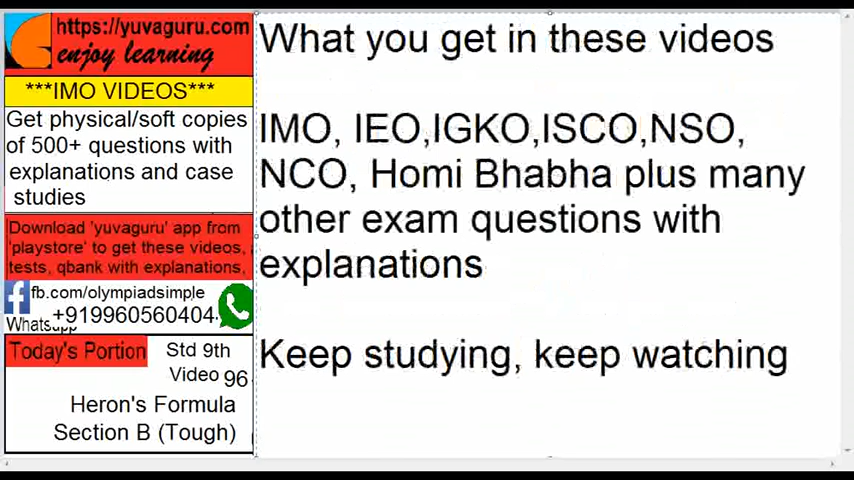 https://yuvaguru.com
enjoy learning
***IMO VIDEOS***
Get physical/soft copies
of 500+ questions with
explanations and case
studies
Download 'yuvaguru' app from
'playstore' to get these videos,
tests, qbank with explanations,
fb.com/olympiadsimple
+919960560404
Whatsapp
Today's Portion
Std 9th
Video 96
Heron's Formula
Section B (Tough)
What you get in these videos
IMO, IEO,IGKO,ISCO,NSO,
NCO, Homi Bhabha plus many
other exam questions with
explanations
Keep studying, keep watching